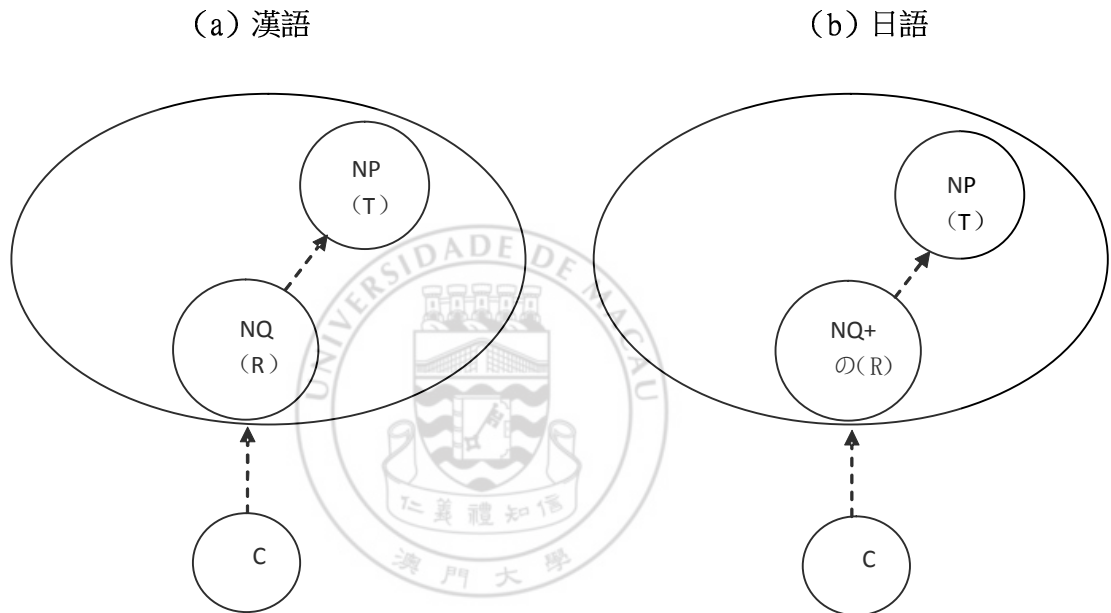 （a）漢語
（b）日語
NP
（T）
NQ
（R）
C
NP
（T）
NQ+
の(R)
C
UNIVERSIDADE DE MACAU
仁義禮知信
澳門大學